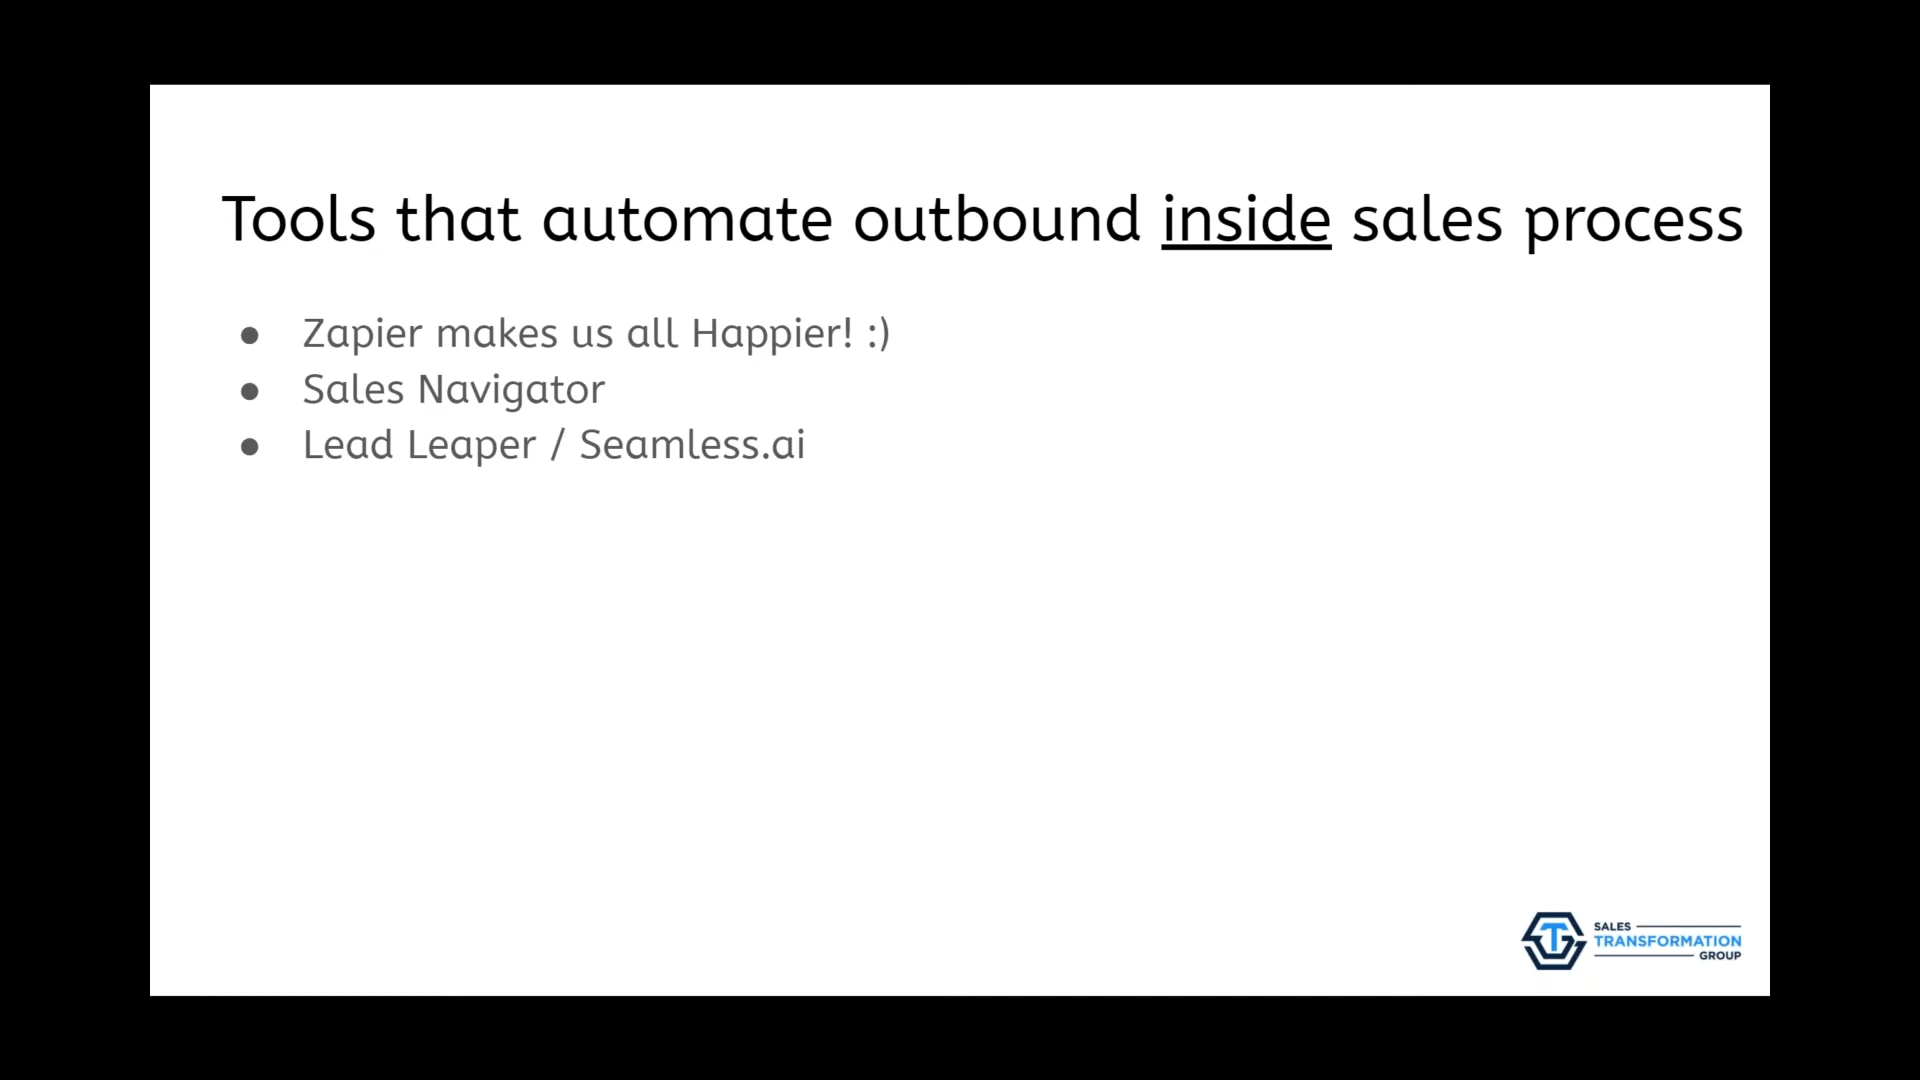 Tools that automate outbound inside sales process
● Zapier makes us all Happier! :)
● Sales Navigator
● Lead Leaper / Seamless.ai
SALES
TRANSFORMATION
GROUP